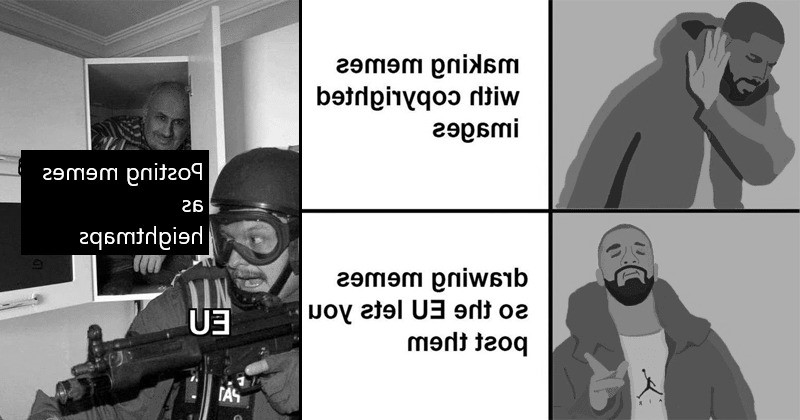 Posting memes
as
heightmaps
EU
making memes
with copyrighted
images
drawing memes
so the EU lets you
post them